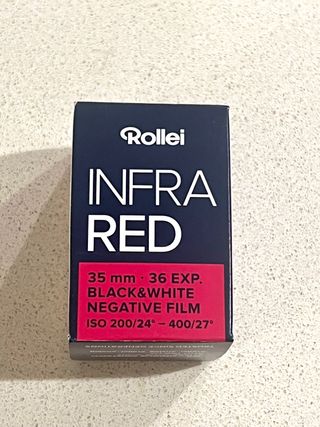 Rollei
INFRA
RED
35 mm · 36 EXP.
BLACK&WHITE
NEGATIVE FILM
ISO 200/24° – 400/27°